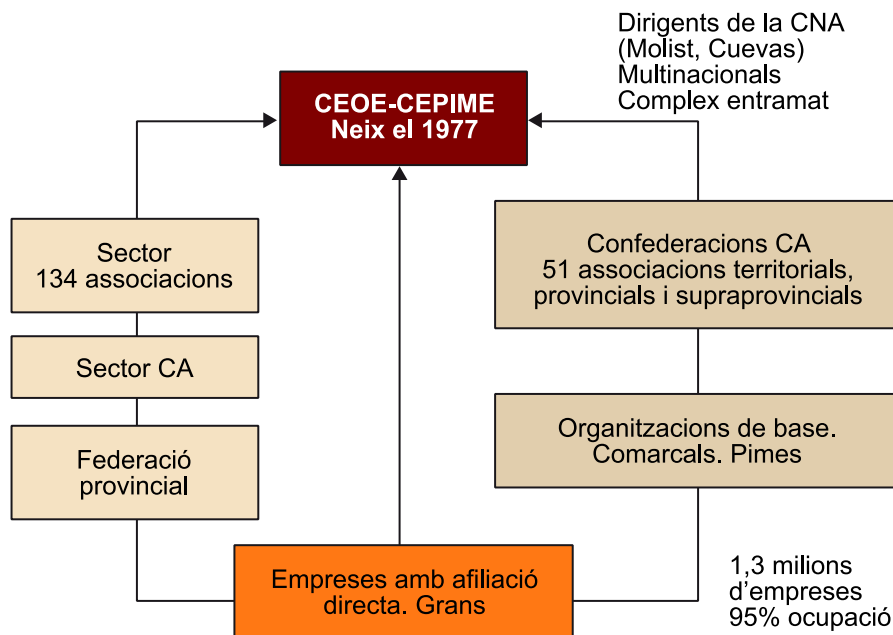 Dirigents de la CNA
(Molist, Cuevas)
Multinacionals
Complex entramat
CEOE-CEPIME
Neix el 1977
Sector
134 associacions
Confederacions CA
51 associacions territorials,
provincials i supraprovincials
Sector CA
Federació
provincial
Organitzacions de base.
Comarcals. Pimes
Empreses amb afiliació
directa. Grans
1,3 milions
d'empreses
95% ocupació